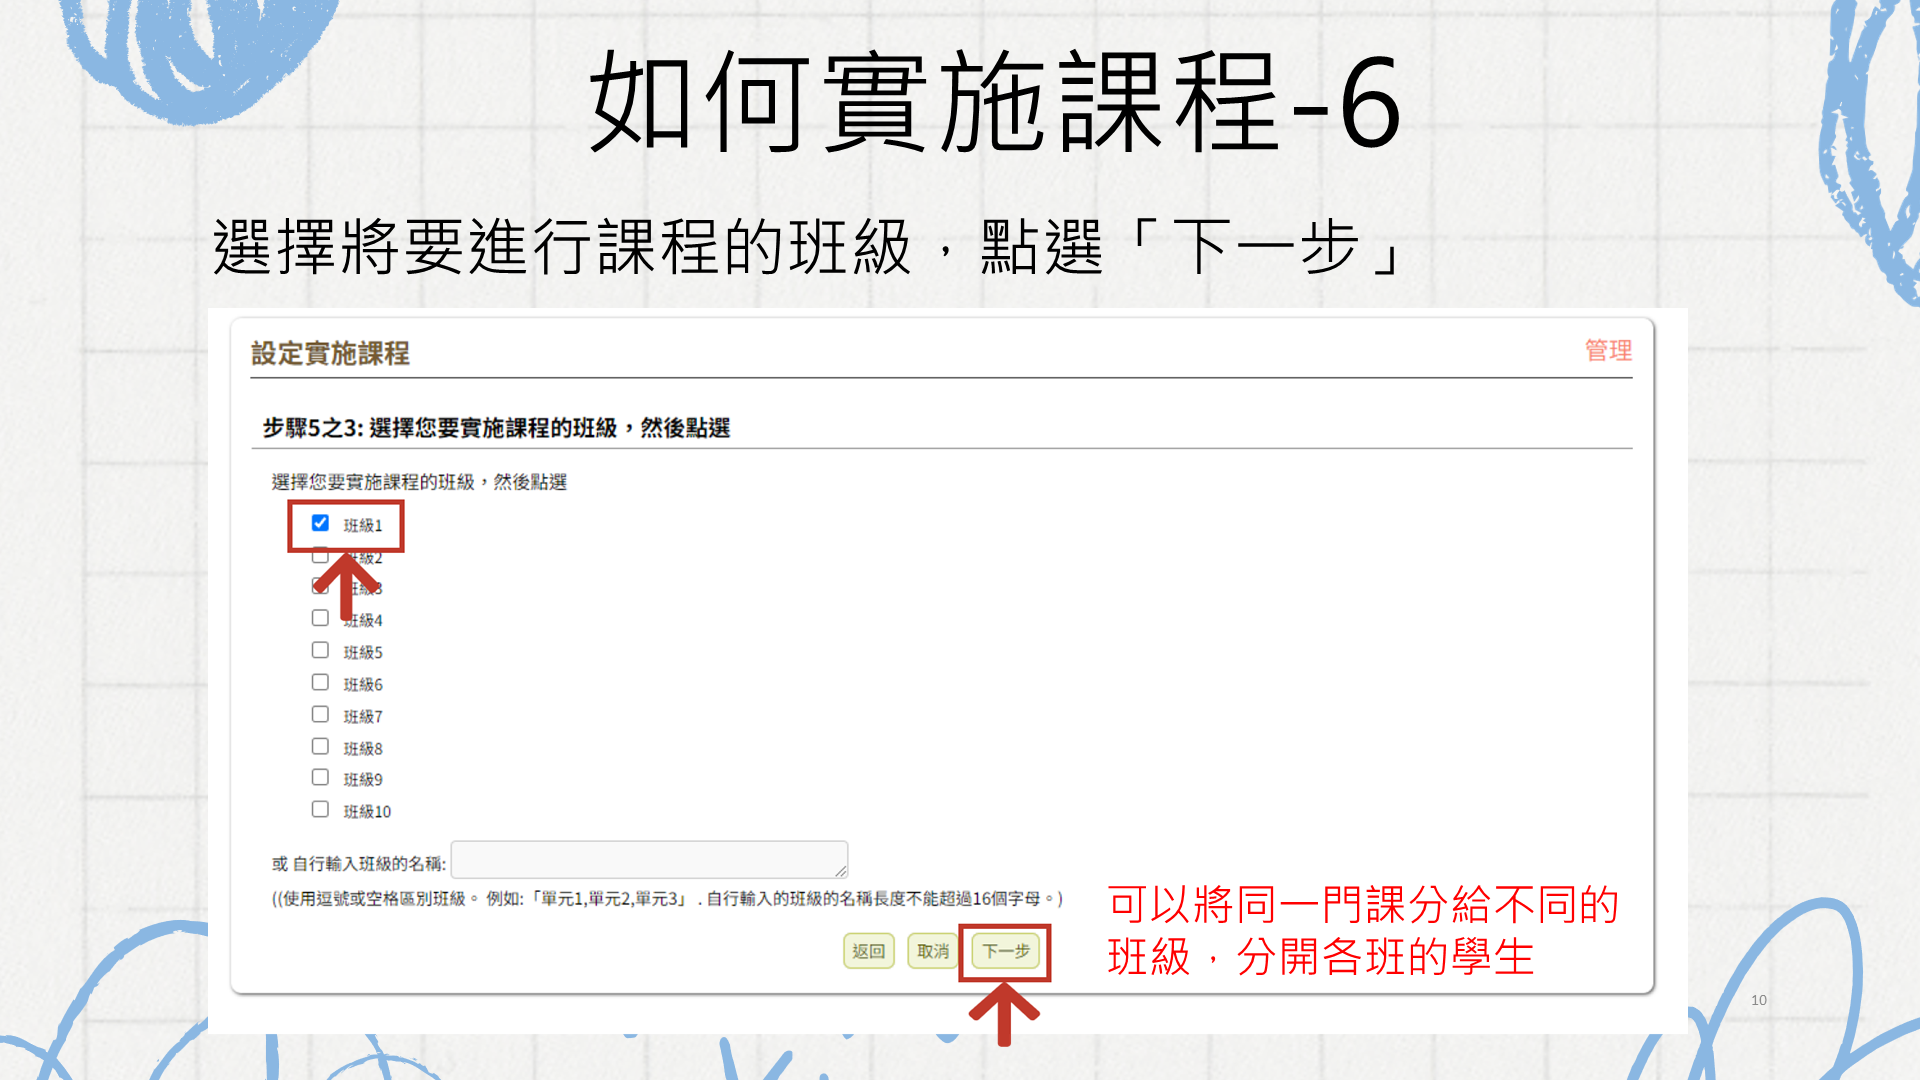 如何實施課程-6
選擇將要進行課程的班級，點選「下一步」
設定實施課程
管理
步驟5之3: 選擇您要實施課程的班級，然後點選
選擇您要實施課程的班級，然後點選
班級1
班級2
班級3
班級4
班級5
班級6
班級7
班級8
班級9
班級10
或 自行輸入班級的名稱:
((使用逗號或空格區別班級。 例如:「單元1,單元2,單元3」 . 自行輸入的班級的名稱長度不能超過16個字母。)
可以將同一門課分給不同的
班級，分開各班的學生
返回
取消
下一步
10